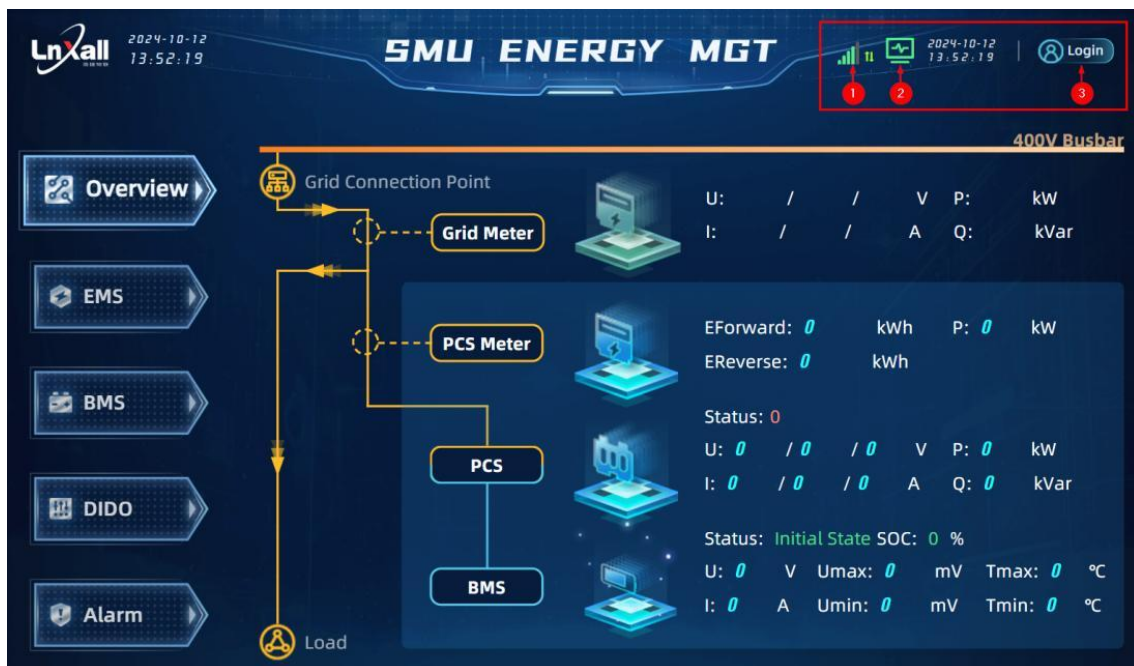 Lnxall 2024-10-12 13:52:19
SMU ENERGY MGT
2024-10-12 13:52:19 Login
1 2 3
400V Busbar
Overview
EMS
BMS
DIDO
Alarm
Grid Connection Point
Grid Meter
PCS Meter
PCS
BMS
Load
U: / / V P: kW
I: / / A Q: kVar
EForward: 0 kWh P: 0 kW
EReverse: 0 kWh
Status: 0
U: 0 / 0 / 0 V P: 0 kW
I: 0 / 0 / 0 A Q: 0 kVar
Status: Initial State SOC: 0 %
U: 0 V Umax: 0 mV Tmax: 0 ℃
I: 0 A Umin: 0 mV Tmin: 0 ℃